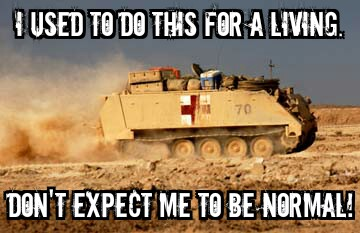 I USED TO DO THIS FOR A LIVING.
70
DON'T EXPECT ME TO BE NORMAL!